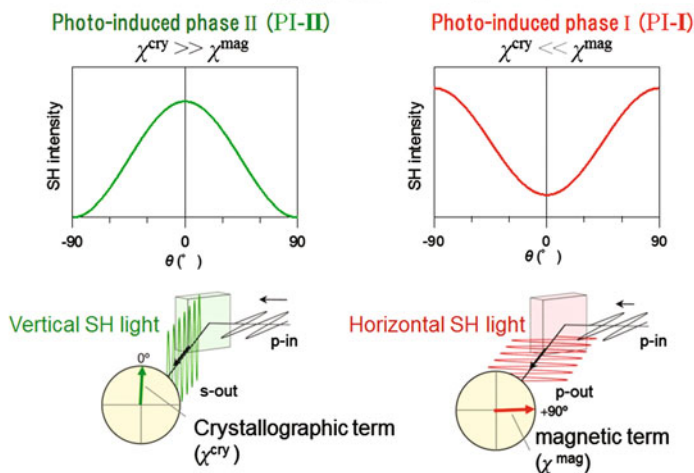 Photo-induced phase II (PI-II)
χcry >> χmag
SH intensity
-90 0 90
θ(°)
Photo-induced phase I (PI-I)
χcry << χmag
SH intensity
-90 0 90
θ(°)
Vertical SH light
p-in
0°
s-out
Crystallographic term
(χcry)
Horizontal SH light
p-in
p-out
+90°
magnetic term
(χmag)